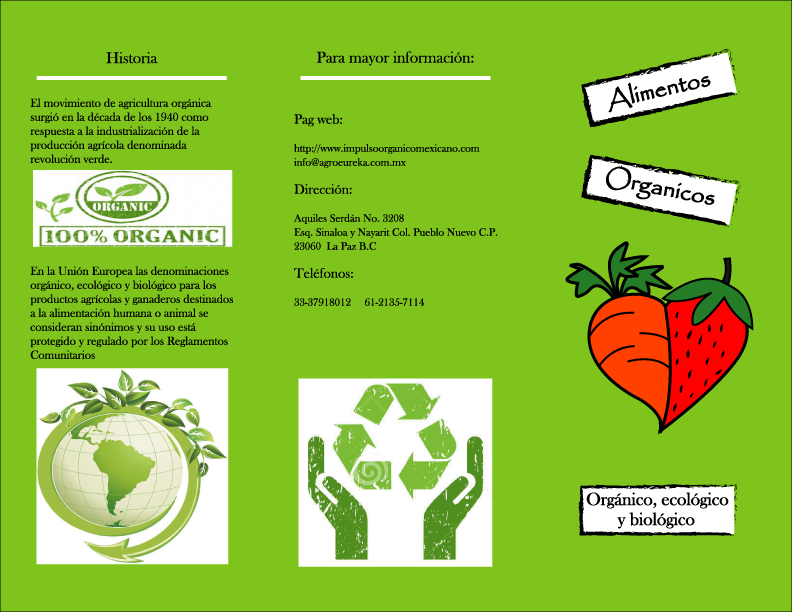 Historia
El movimiento de agricultura orgánica
surgió en la década de los 1940 como
respuesta a la industrialización de la
producción agrícola denominada
revolución verde.
ORGANIC
100% ORGANIC
En la Unión Europea las denominaciones
orgánico, ecológico y biológico para los
productos agrícolas y ganaderos destinados
a la alimentación humana o animal se
consideran sinónimos y su uso está
protegido y regulado por los Reglamentos
Comunitarios
Para mayor información:
Pag web:
http://www.impulsoorganicomexicano.com
info@agroeureka.com.mx
Dirección:
Aquiles Serdán No. 3208
Esq. Sinaloa y Nayarit Col. Pueblo Nuevo C.P.
23060 La Paz B.C
Teléfonos:
33-37918012 61-2135-7114
Alimentos
Organicos
Orgánico, ecológico
y biológico